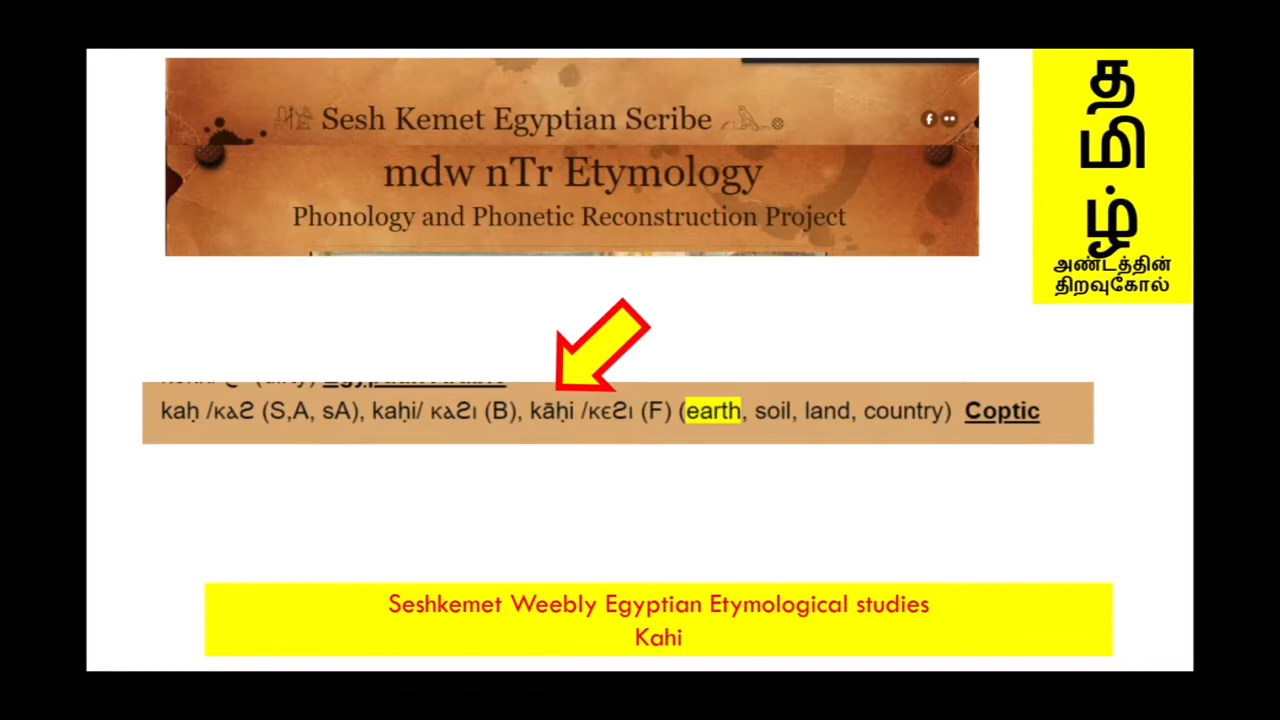 Sesh Kemet Egyptian Scribe
mdw nTr Etymology
Phonology and Phonetic Reconstruction Project
தமிழ்
அண்டத்தின்
திறவுகோல்
kaḥ /ⲕⲁϩ (S,A, sA), kaḥi/ ⲕⲁϩⲓ (B), kāḥi /ⲕⲉϩⲓ (F) (earth, soil, land, country) Coptic
Seshkemet Weebly Egyptian Etymological studies
Kahi